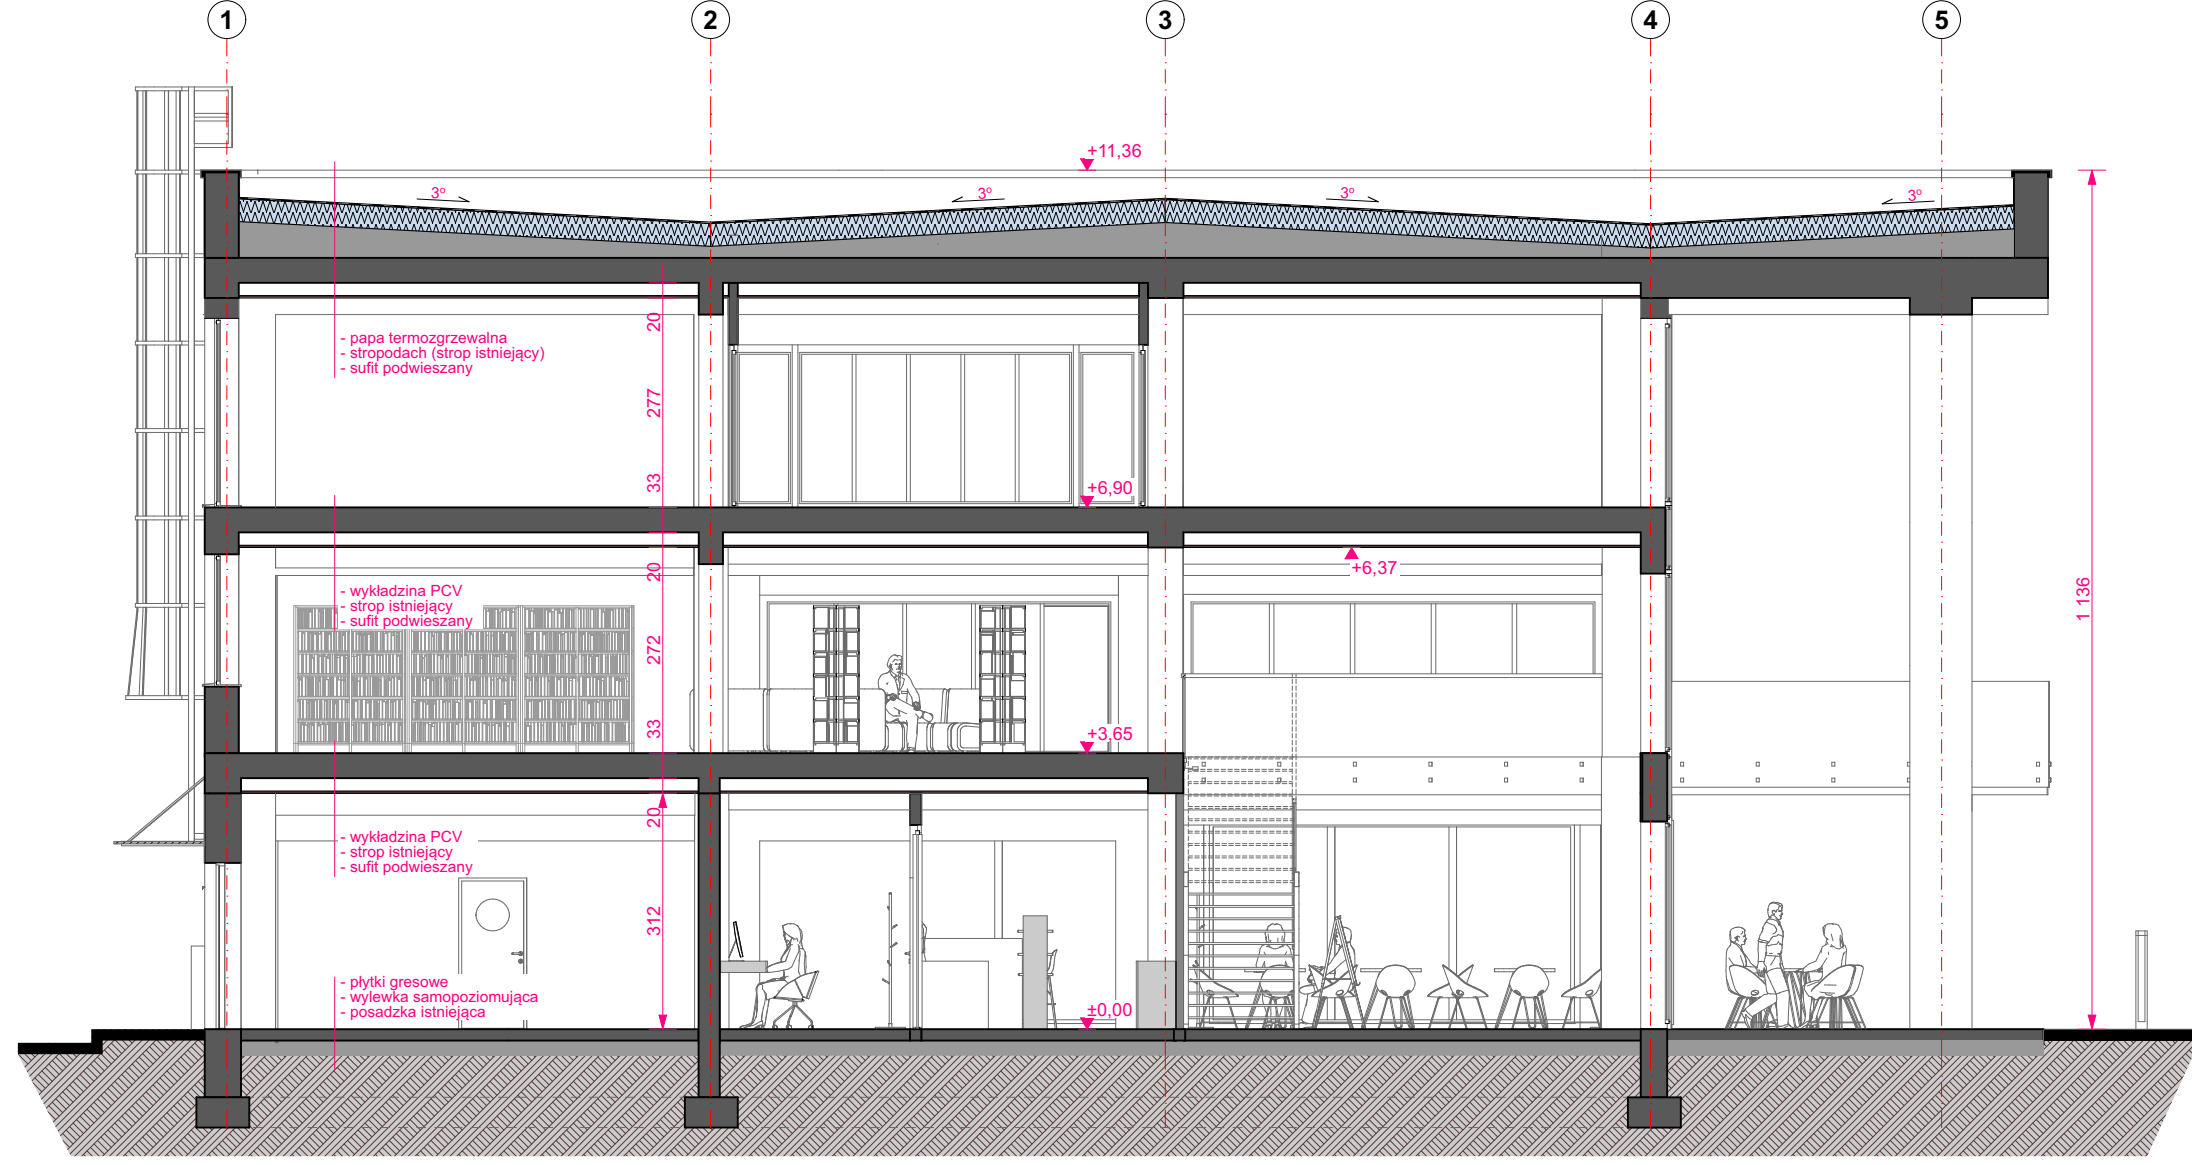 1 2 3 4 5
+11,36
3° 3° 3° 3°
20
- papa termozgrzewalna
- stropodach (strop istniejący)
- sufit podwieszany
277
33
+6,90
+6,37
20
- wykładzina PCV
- strop istniejący
- sufit podwieszany
1 136
272
33
+3,65
20
- wykładzina PCV
- strop istniejący
- sufit podwieszany
312
- płytki gresowe
- wylewka samopoziomująca
- posadzka istniejąca
±0,00